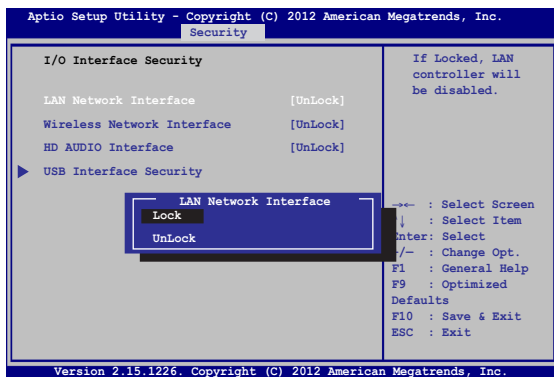 Aptio Setup Utility - Copyright (C) 2012 American Megatrends, Inc.
Security
I/O Interface Security
LAN Network Interface [UnLock]
Wireless Network Interface [UnLock]
HD AUDIO Interface [UnLock]
USB Interface Security
If Locked, LAN
controller will
be disabled.
LAN Network Interface
Lock
UnLock
→← : Select Screen
↓ : Select Item
Enter: Select
/— : Change Opt.
F1 : General Help
F9 : Optimized
Defaults
F10 : Save & Exit
ESC : Exit
Version 2.15.1226. Copyright (C) 2012 American Megatrends, Inc.